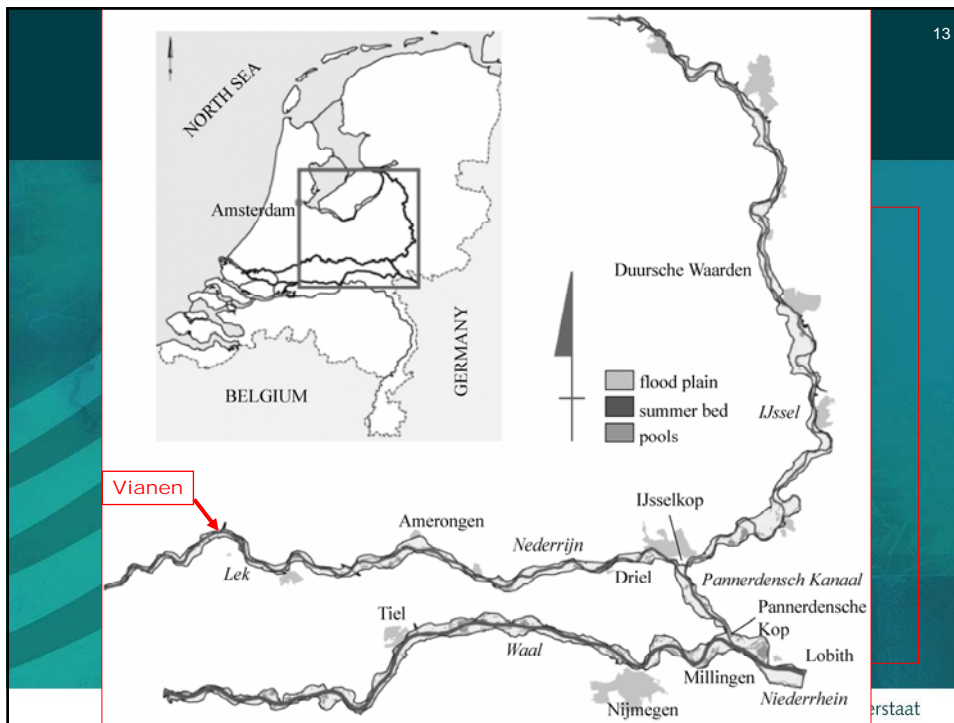 13
NORTH SEA
Amsterdam
GERMANY
BELGIUM
Duursche Waarden
flood plain
summer bed
pools
IJssel
Vianen
IJsselkop
Amerongen
Nederrijn
Lek
Driel
Pannerdensch Kanaal
Pannerdensche
Kop
Tiel
Waal
Lobith
Millingen
Niederrhein
Nijmegen
erstaat